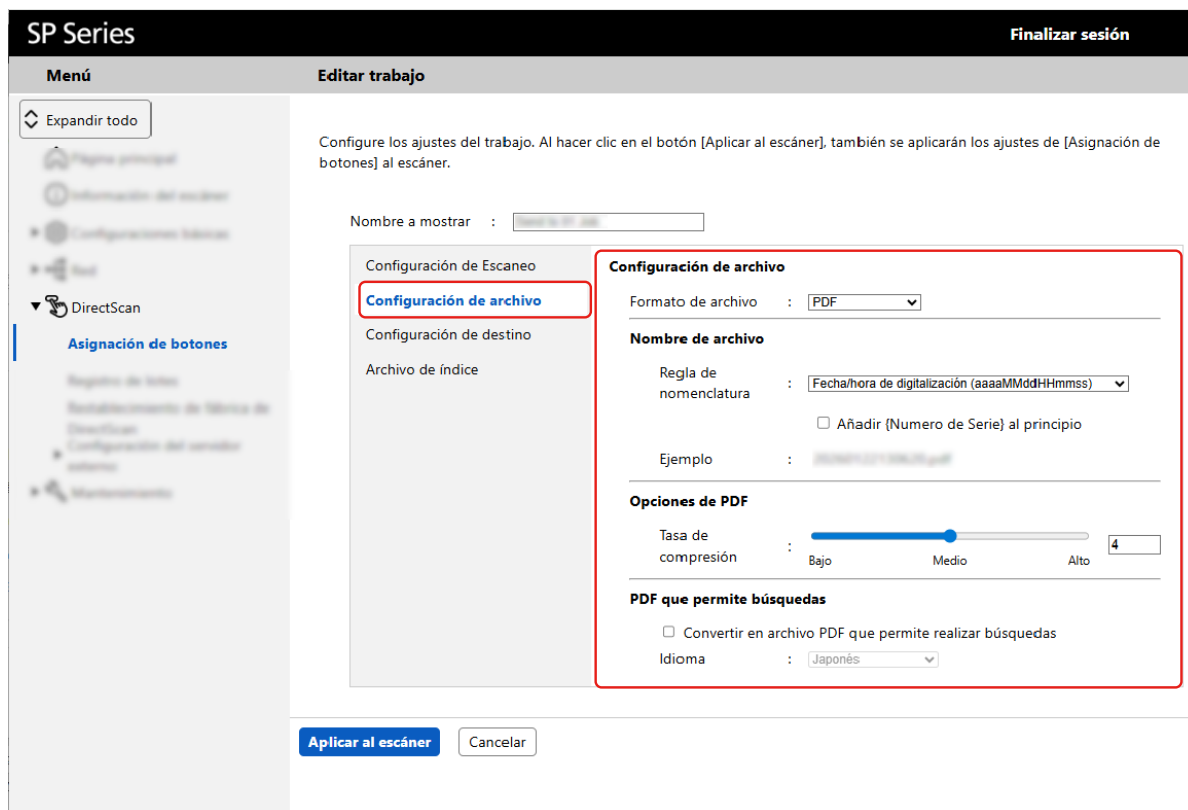 SP Series
Finalizar sesión
Menú
Editar trabajo
Expandir todo
DirectScan
Asignación de botones
Configure los ajustes del trabajo. Al hacer clic en el botón [Aplicar al escáner], también se aplicarán los ajustes de [Asignación de
botones] al escáner.
Nombre a mostrar :
Configuración de Escaneo
Configuración de archivo
Configuración de destino
Archivo de índice
Configuración de archivo
Formato de archivo : PDF
Nombre de archivo
Regla de
nomenclatura : Fecha/hora de digitalización (aaaaMMddHHmmss)
Añadir {Numero de Serie} al principio
Ejemplo :
Opciones de PDF
Tasa de
compresión : 4
Bajo Medio Alto
PDF que permite búsquedas
Convertir en archivo PDF que permite realizar búsquedas
Idioma : Japonés
Aplicar al escáner Cancelar